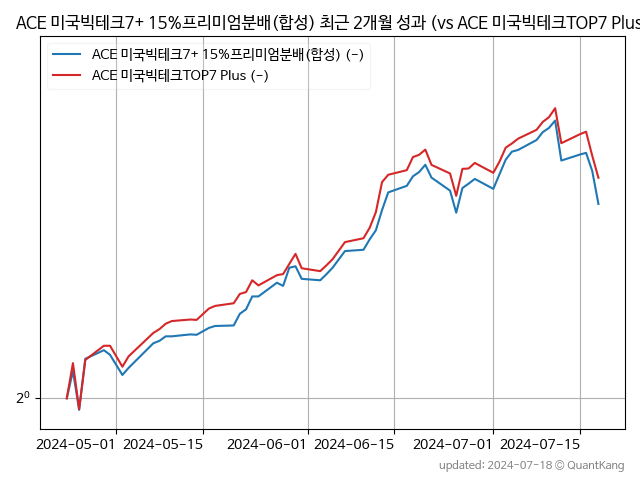 ACE 미국빅테크7+ 15%프리미엄분배(합성) 최근 2개월 성과 (vs ACE 미국빅테크TOP7 Plus
ACE 미국빅테크7+ 15%프리미엄분배(합성) (-)
ACE 미국빅테크TOP7 Plus (-)
2⁰
2024-05-01 2024-05-15 2024-06-01 2024-06-15 2024-07-01 2024-07-15
updated: 2024-07-18 © QuantKang